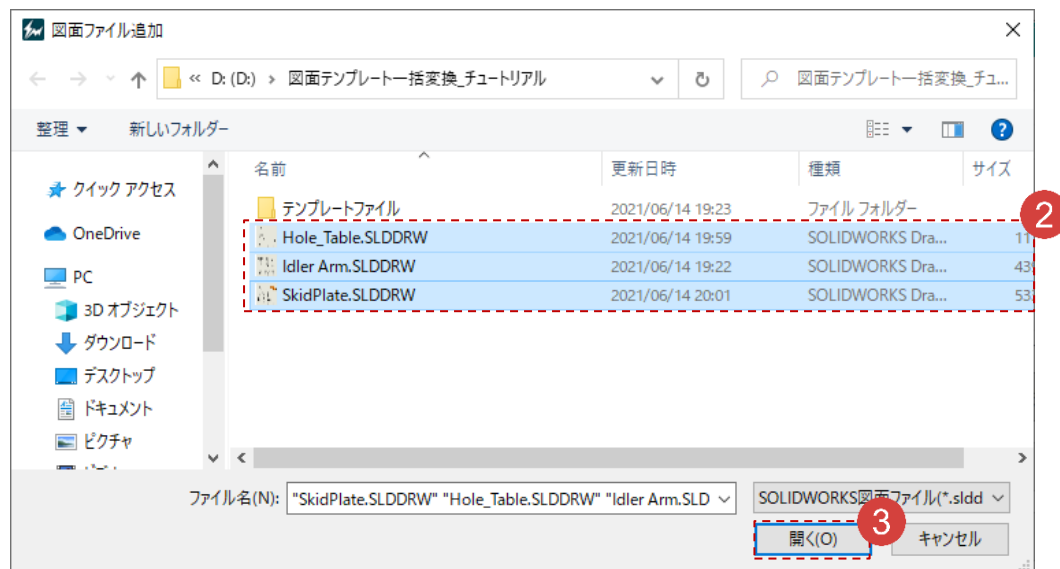 図面ファイル追加
« D: (D:) › 図面テンプレート一括変換_チュートリアル
図面テンプレート一括変換_チュ...
整理
新しいフォルダー
名前 更新日時 種類 サイズ
テンプレートファイル 2021/06/14 19:23 ファイル フォルダー
Hole_Table.SLDDRW 2021/06/14 19:59 SOLIDWORKS Dra... 11
Idler Arm.SLDDRW 2021/06/14 19:22 SOLIDWORKS Dra... 43
SkidPlate.SLDDRW 2021/06/14 20:01 SOLIDWORKS Dra... 53
2
クイック アクセス
OneDrive
PC
3D オブジェクト
ダウンロード
デスクトップ
ドキュメント
ピクチャ
ファイル名(N): "SkidPlate.SLDDRW" "Hole_Table.SLDDRW" "Idler Arm.SLD
SOLIDWORKS図面ファイル(*.sldd
3
開く(O) キャンセル